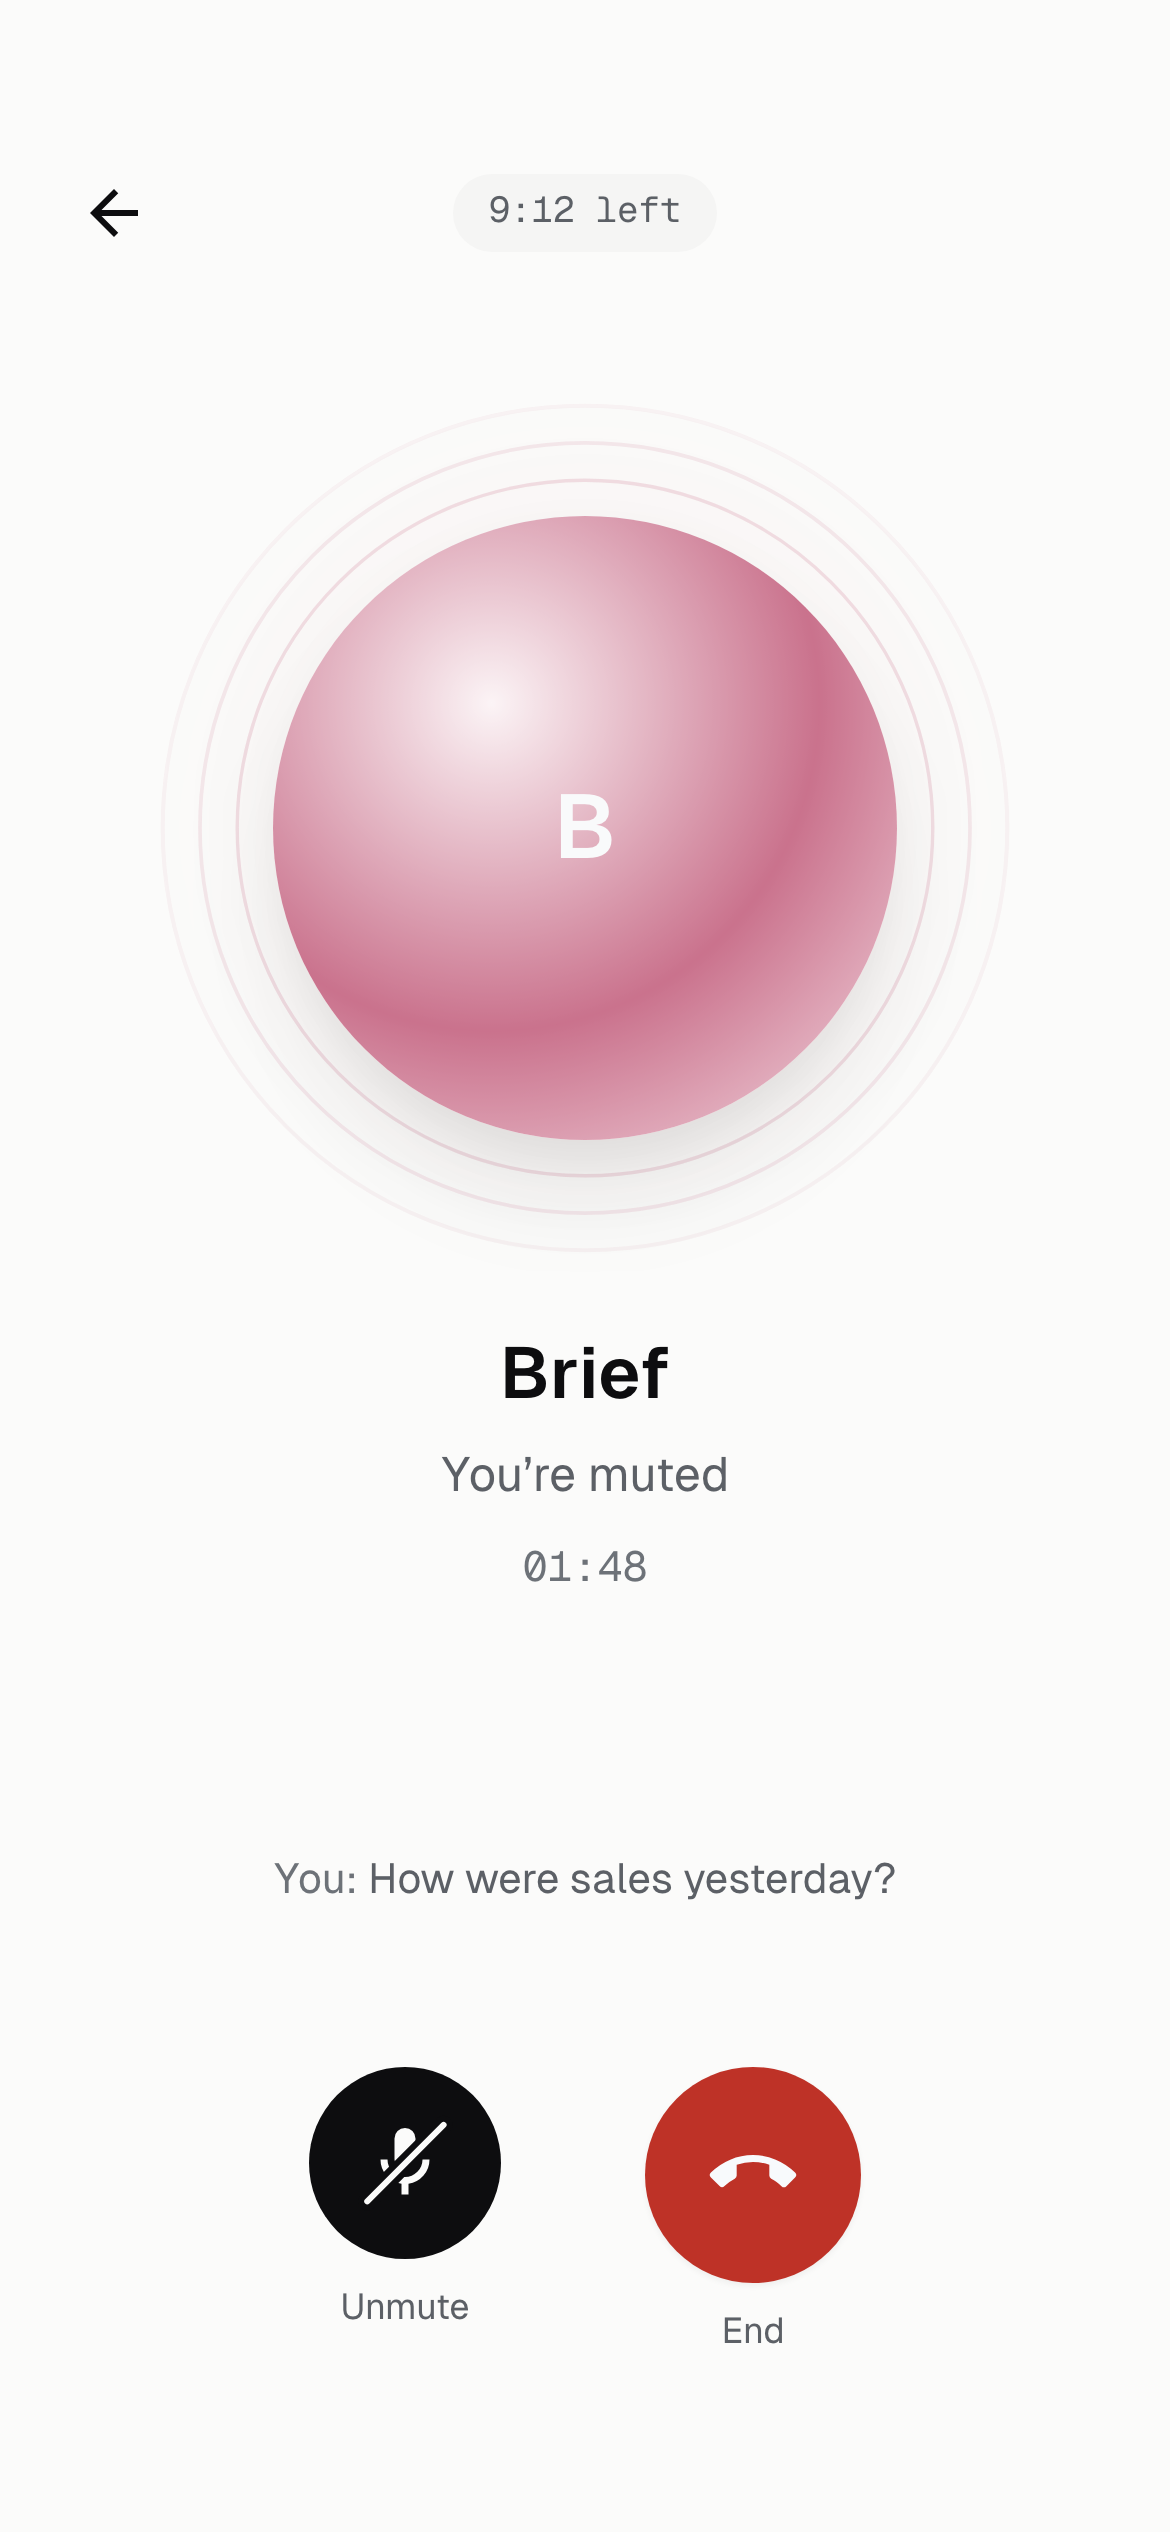 9:12 left
B
Brief
You’re muted
01:48
You: How were sales yesterday?
Unmute
End